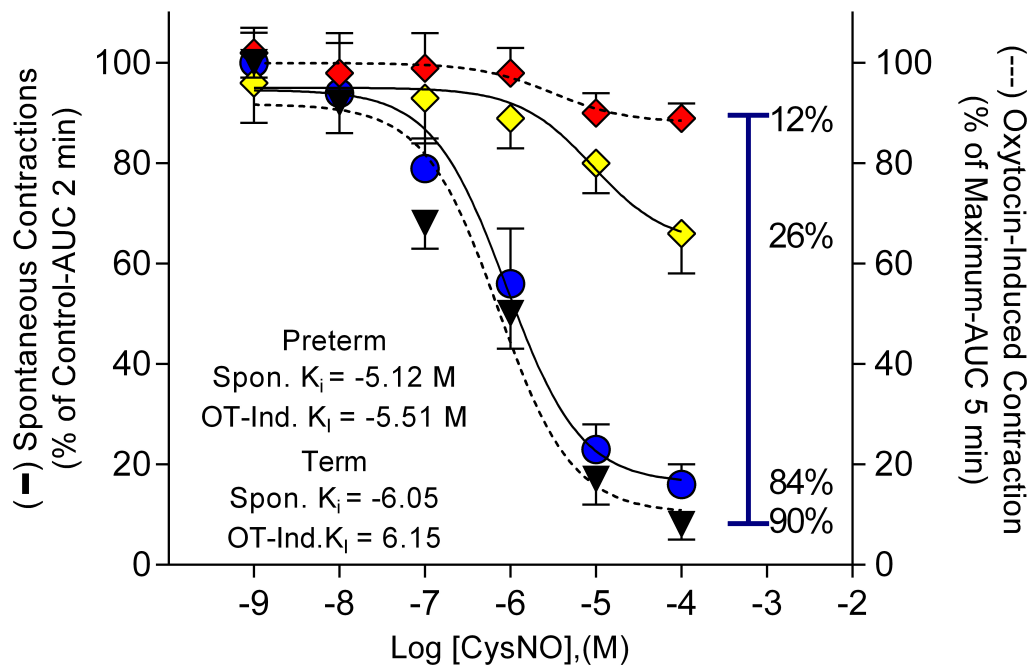 (━) Spontaneous Contractions
(% of Control-AUC 2 min)
100
80
60
40
20
0
Preterm
Spon. Ki = -5.12 M
OT-Ind. KI = -5.51 M
Term
Spon. Ki = -6.05
OT-Ind.KI = 6.15
12%
26%
84%
90%
100
80
60
40
20
0
(---) Oxytocin-Induced Contraction
(% of Maximum-AUC 5 min)
-9 -8 -7 -6 -5 -4 -3 -2
Log [CysNO],(M)